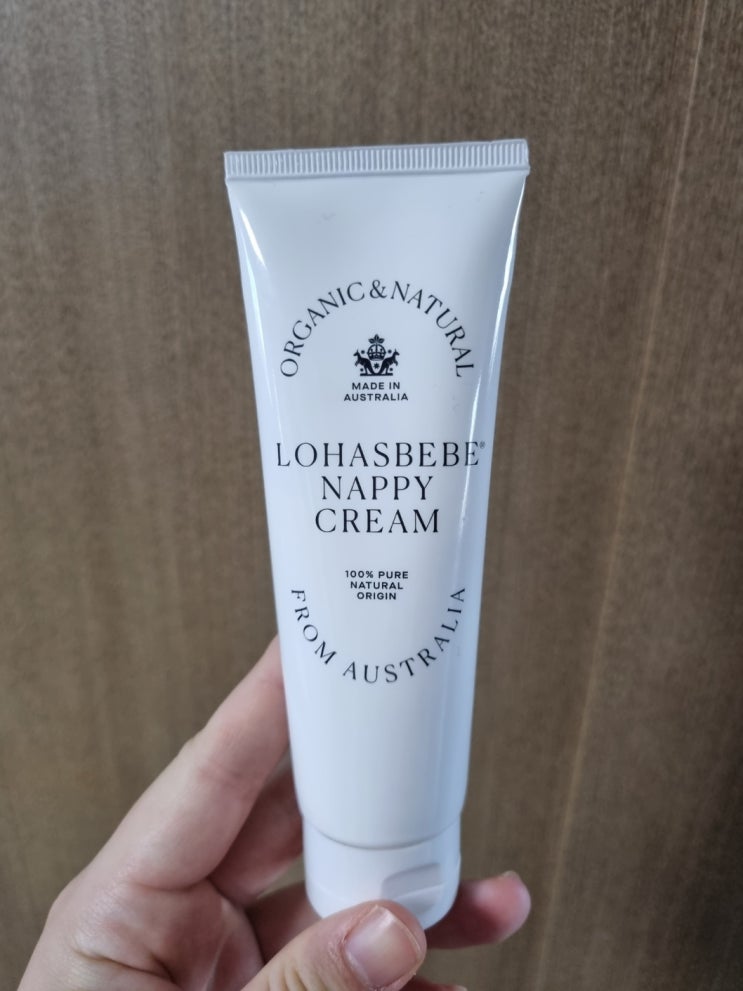 ORGANIC & NATURAL
MADE IN
AUSTRALIA
LOHASBEBE®
NAPPY
CREAM
100% PURE
NATURAL
ORIGIN
FROM AUSTRALIA